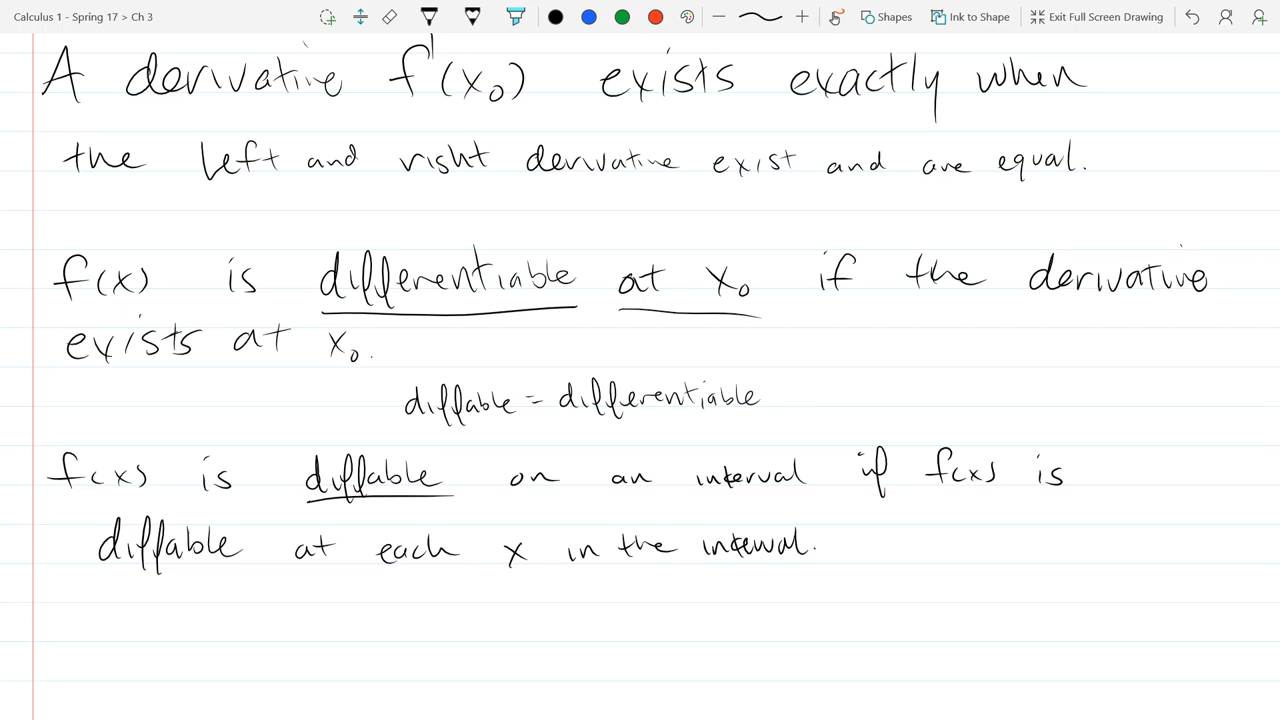 Calculus 1 - Spring 17 > Ch 3
Shapes
Ink to Shape
Exit Full Screen Drawing
A derivative f'(x₀) exists exactly when
the left and right derivative exist and are equal.
f(x) is differentiable at x₀ if the derivative
exists at x₀.
diffable = differentiable
f(x) is diffable on an interval if f(x) is
diffable at each x in the interval.